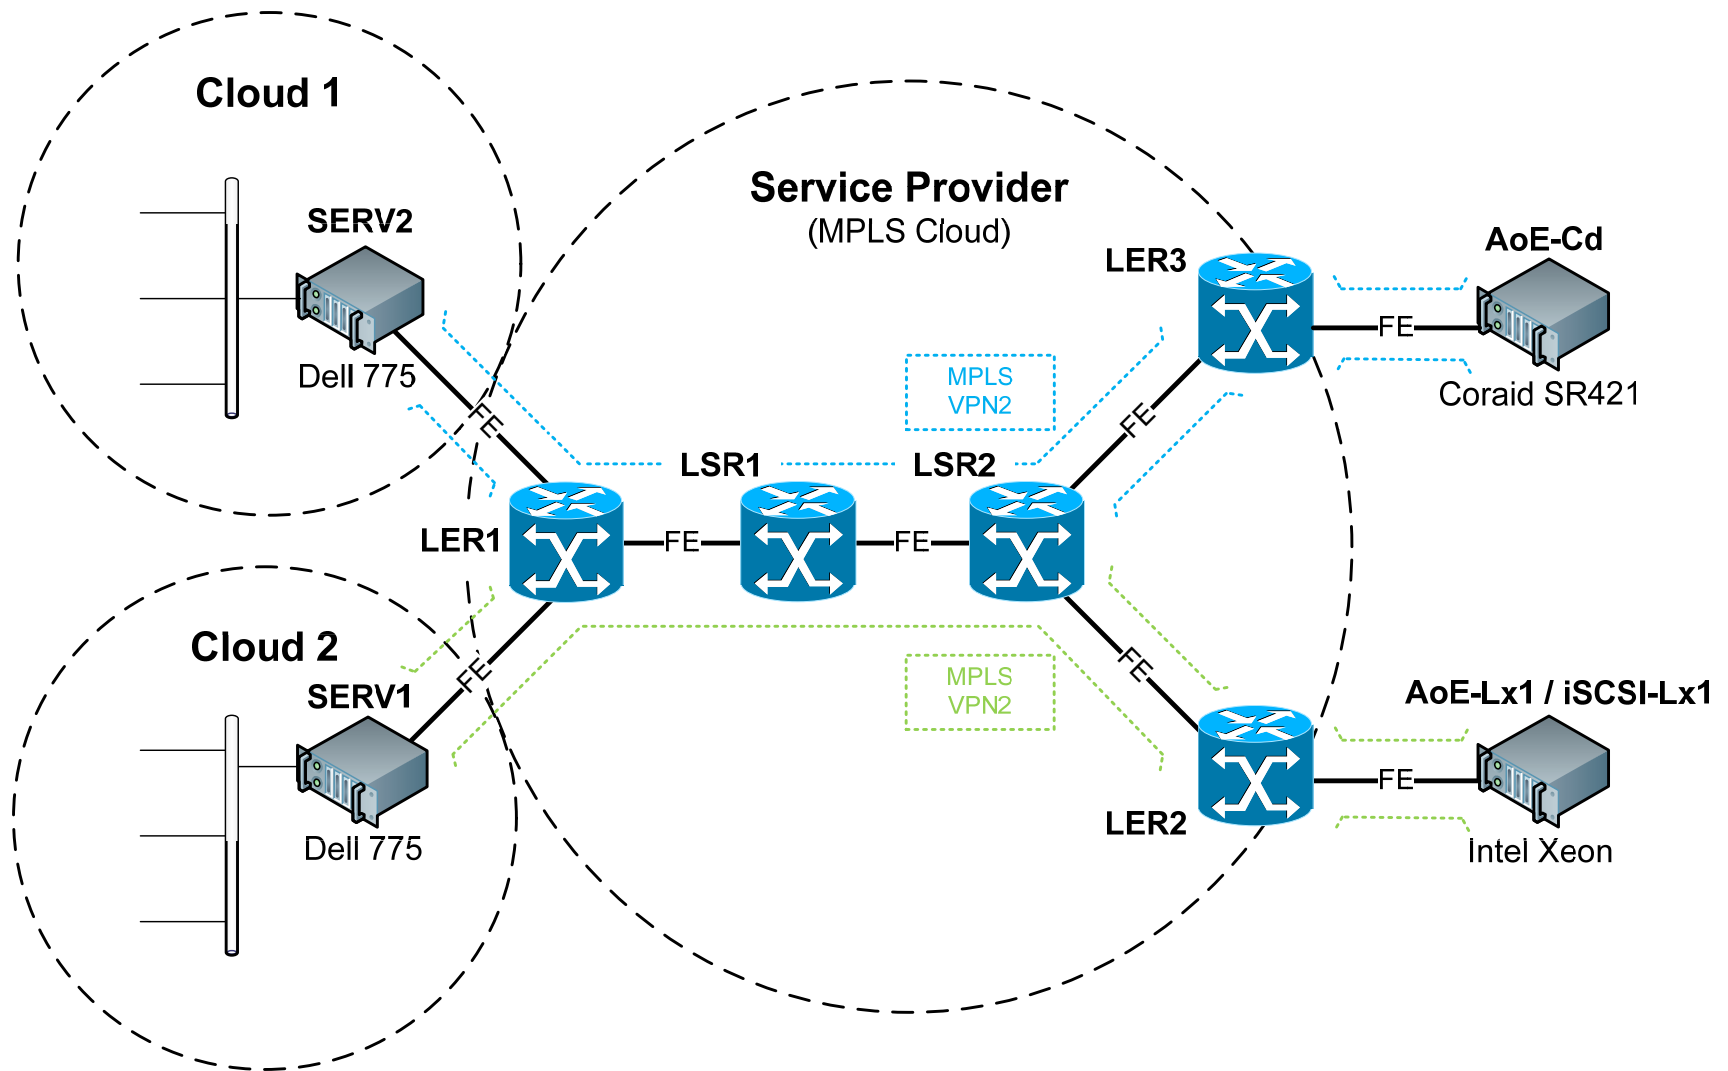 Cloud 1
SERV2
Dell 775
FE
Service Provider
(MPLS Cloud)
LER3
AoE-Cd
FE
Coraid SR421
MPLS
VPN2
FE
LSR1
LSR2
LER1
FE
FE
Cloud 2
SERV1
Dell 775
FE
MPLS
VPN2
FE
LER2
AoE-Lx1 / iSCSI-Lx1
FE
Intel Xeon